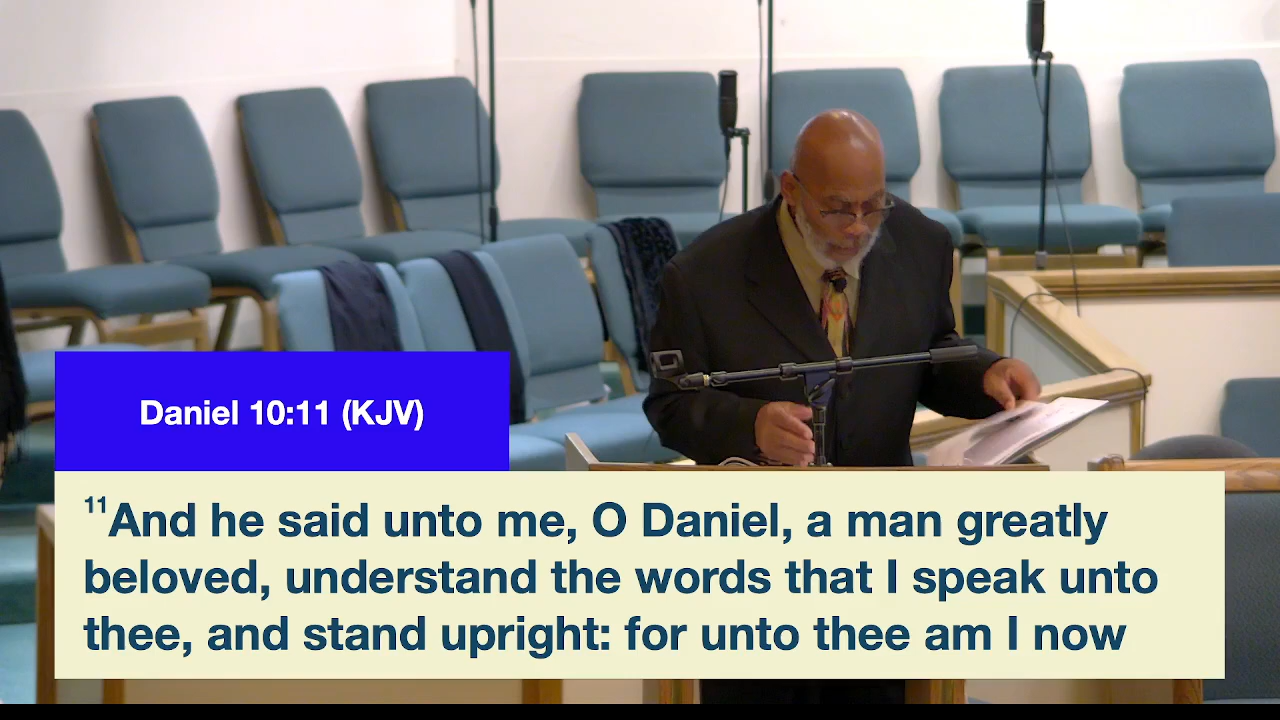 Daniel 10:11 (KJV)
11And he said unto me, O Daniel, a man greatly
beloved, understand the words that I speak unto
thee, and stand upright: for unto thee am I now